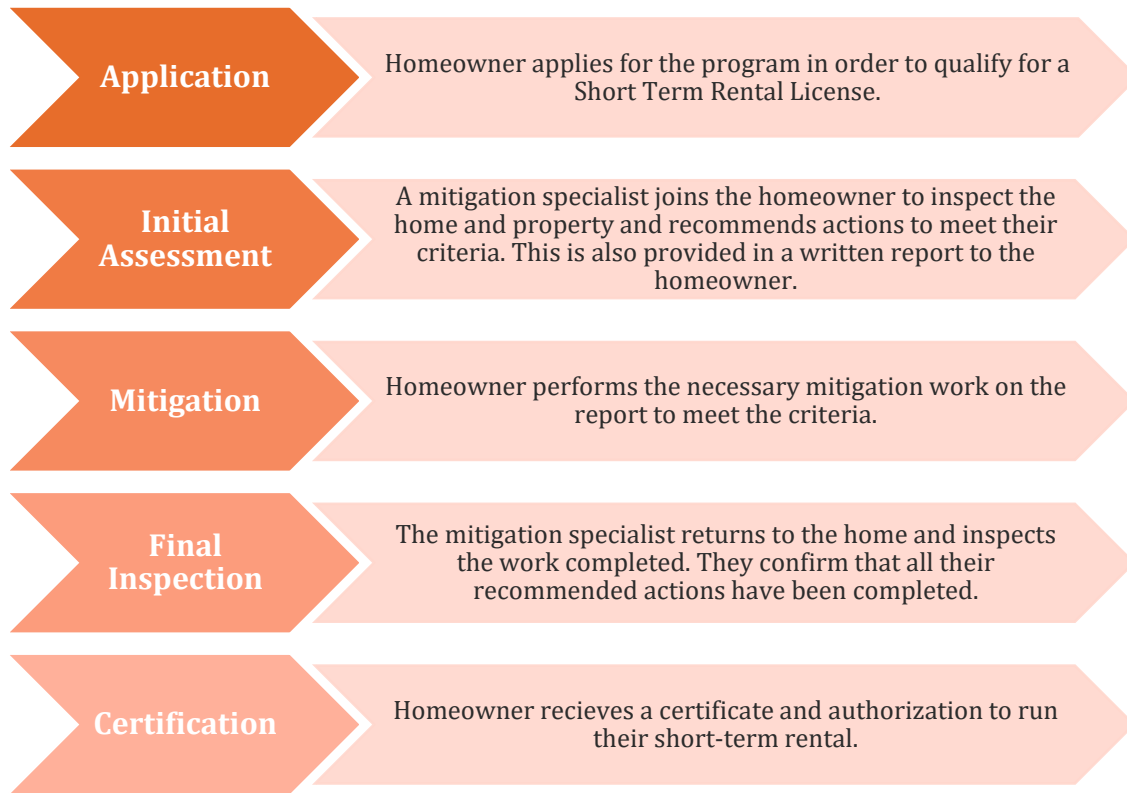 Application
Homeowner applies for the program in order to qualify for a
Short Term Rental License.
Initial
Assessment
A mitigation specialist joins the homeowner to inspect the
home and property and recommends actions to meet their
criteria. This is also provided in a written report to the
homeowner.
Mitigation
Homeowner performs the necessary mitigation work on the
report to meet the criteria.
Final
Inspection
The mitigation specialist returns to the home and inspects
the work completed. They confirm that all their
recommended actions have been completed.
Certification
Homeowner recieves a certificate and authorization to run
their short-term rental.